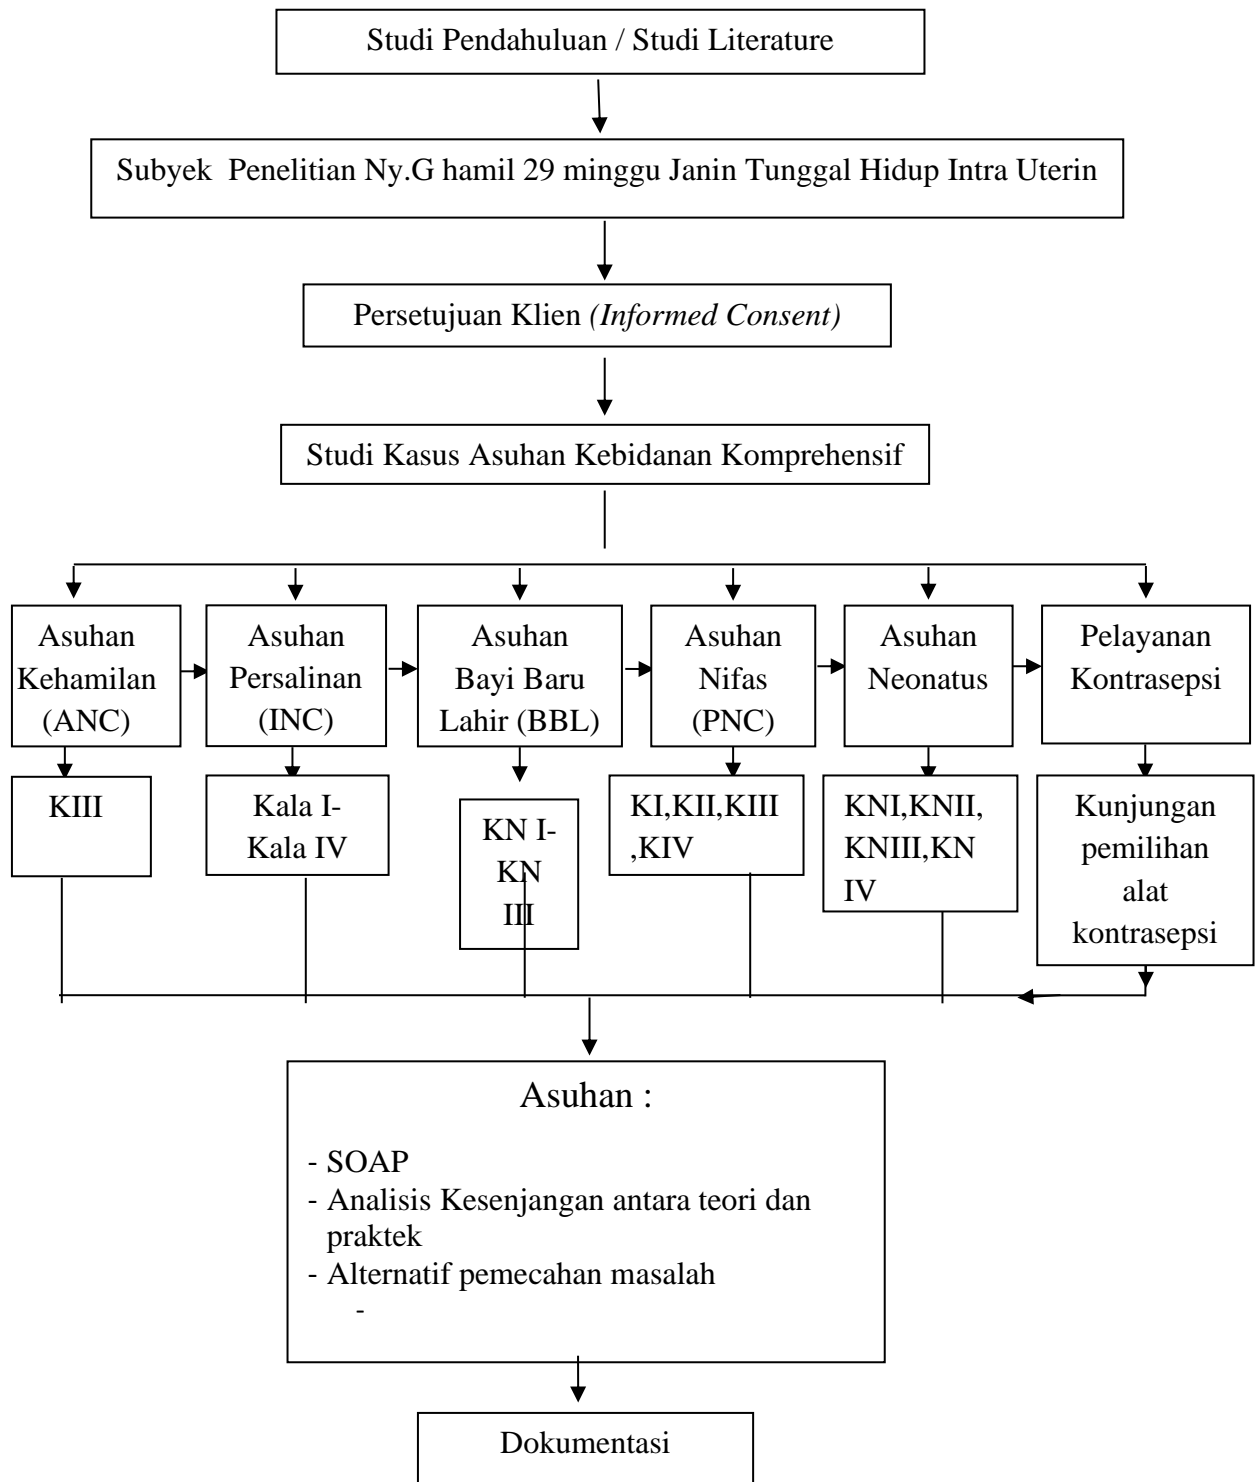 Studi Pendahuluan / Studi Literature
Subyek Penelitian Ny.G hamil 29 minggu Janin Tunggal Hidup Intra Uterin
Persetujuan Klien (Informed Consent)
Studi Kasus Asuhan Kebidanan Komprehensif
Asuhan
Kehamilan
(ANC)
Asuhan
Persalinan
(INC)
Asuhan
Bayi Baru
Lahir (BBL)
Asuhan
Nifas
(PNC)
Asuhan
Neonatus
Pelayanan
Kontrasepsi
KIII
Kala I-
Kala IV
KN I-
KN
III
KI,KII,KIII
,KIV
KNI,KNII,
KNIII,KN
IV
Kunjungan
pemilihan
alat
kontrasepsi
Asuhan :
- SOAP
- Analisis Kesenjangan antara teori dan
praktek
- Alternatif pemecahan masalah
-
Dokumentasi